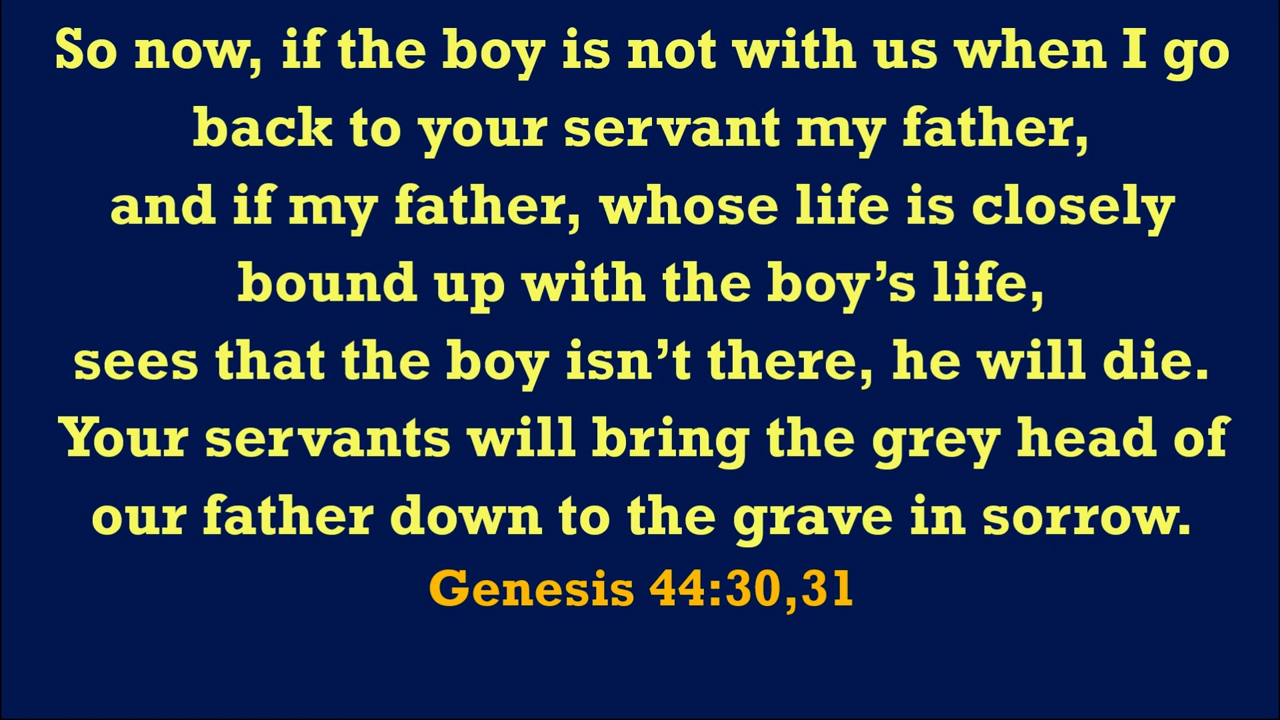 So now, if the boy is not with us when I go
back to your servant my father,
and if my father, whose life is closely
bound up with the boy’s life,
sees that the boy isn’t there, he will die.
Your servants will bring the grey head of
our father down to the grave in sorrow.
Genesis 44:30,31